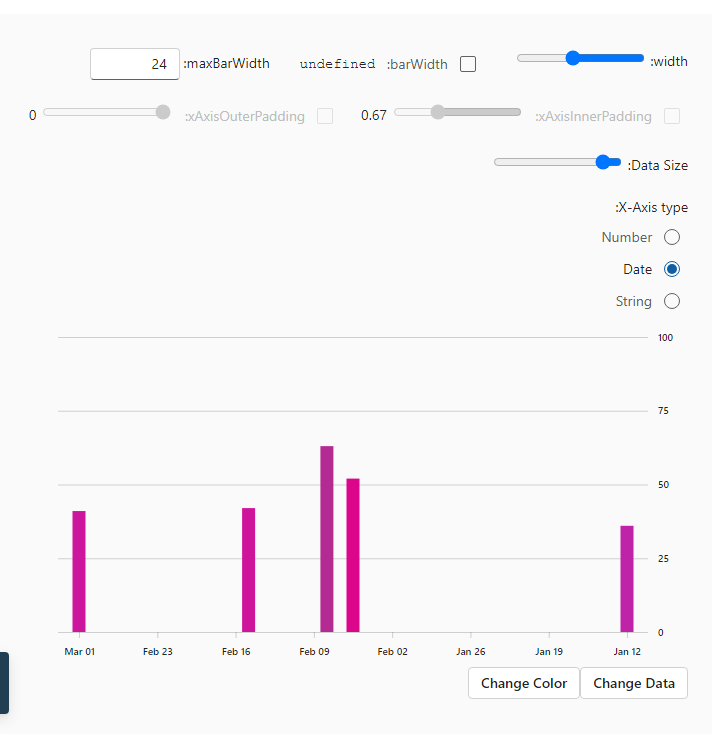 width:
barWidth: undefined
maxBarWidth: 24
xAxisInnerPadding: 0.67
xAxisOuterPadding: 0
Data Size:
X-Axis type:
Number
Date
String
100
75
50
25
0
Mar 01 Feb 23 Feb 16 Feb 09 Feb 02 Jan 26 Jan 19 Jan 12
Change Color Change Data